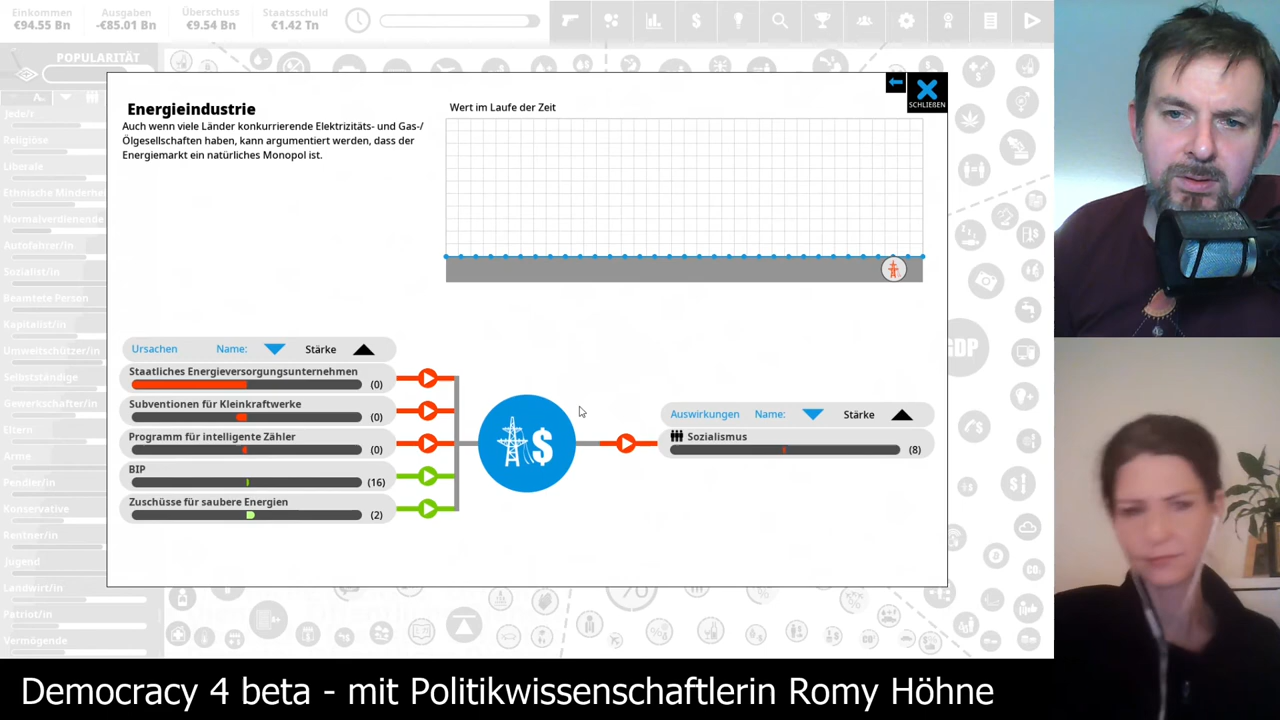 Einkommen
€94.55 Bn
Ausgaben
-€85.01 Bn
Überschuss
€9.54 Bn
Staatsschuld
€1.42 Tn
POPULARITÄT
Jede/r
Religiöse
Liberale
Ethnische Minderhei
Normalverdienende
Autofahrer/in
Sozialist/in
Beamtete Person
Kapitalist/in
Umweltschützer/in
Selbstständige
Gewerkschafter/in
Eltern
Arme
Pendler/in
Konservative
Rentner/in
Jugend
Landwirt/in
Patriot/in
Vermögende
Energieindustrie
Auch wenn viele Länder konkurrierende Elektrizitäts- und Gas-/
Ölgesellschaften haben, kann argumentiert werden, dass der
Energiemarkt ein natürliches Monopol ist.
Wert im Laufe der Zeit
SCHLIEßEN
Ursachen Name: Stärke
Staatliches Energieversorgungsunternehmen
(0)
Subventionen für Kleinkraftwerke
(0)
Programm für intelligente Zähler
(0)
BIP
(16)
Zuschüsse für saubere Energien
(2)
Auswirkungen Name: Stärke
Sozialismus
(8)
GDP
Democracy 4 beta - mit Politikwissenschaftlerin Romy Höhne